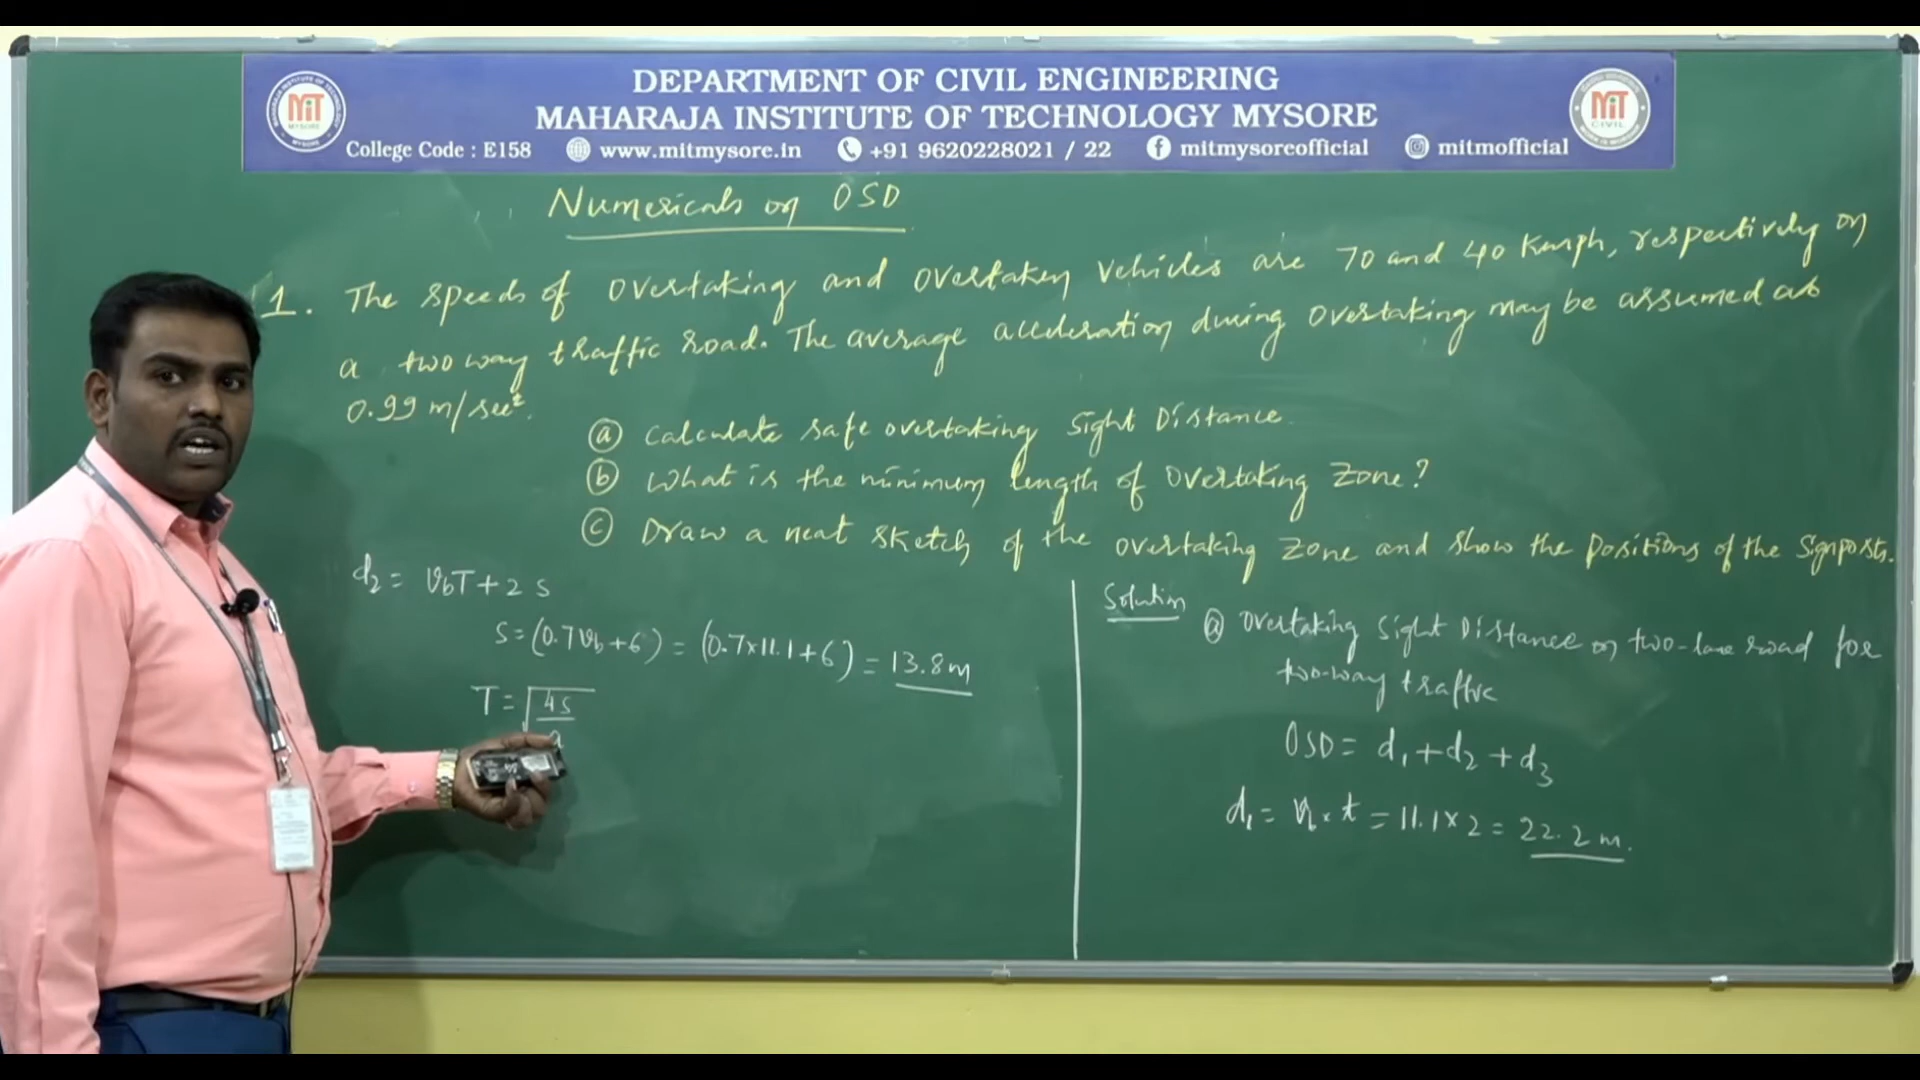 DEPARTMENT OF CIVIL ENGINEERING
MAHARAJA INSTITUTE OF TECHNOLOGY MYSORE
College Code : E158 www.mitmysore.in +91 9620228021 / 22 mitmysoreofficial mitmofficial
MIT
MYSORE
MIT
CIVIL
Numericals on OSD
1. The speeds of overtaking and overtaken vehicles are 70 and 40 Kmph, respectively on
a two way traffic road. The average acceleration during overtaking may be assumed as
0.99 m/sec².
(a) Calculate safe overtaking Sight Distance.
(b) What is the minimum length of overtaking zone?
(c) Draw a neat sketch of the overtaking zone and show the positions of the signposts.
d₂ = VbT + 2 s
s = (0.7Vb + 6) = (0.7×11.1+6) = 13.8m
T = √4s
Solution
(a) Overtaking Sight Distance on two-lane road for
two-way traffic
OSD = d₁ + d₂ + d₃
d₁ = Vb × t = 11.1 × 2 = 22.2 m.